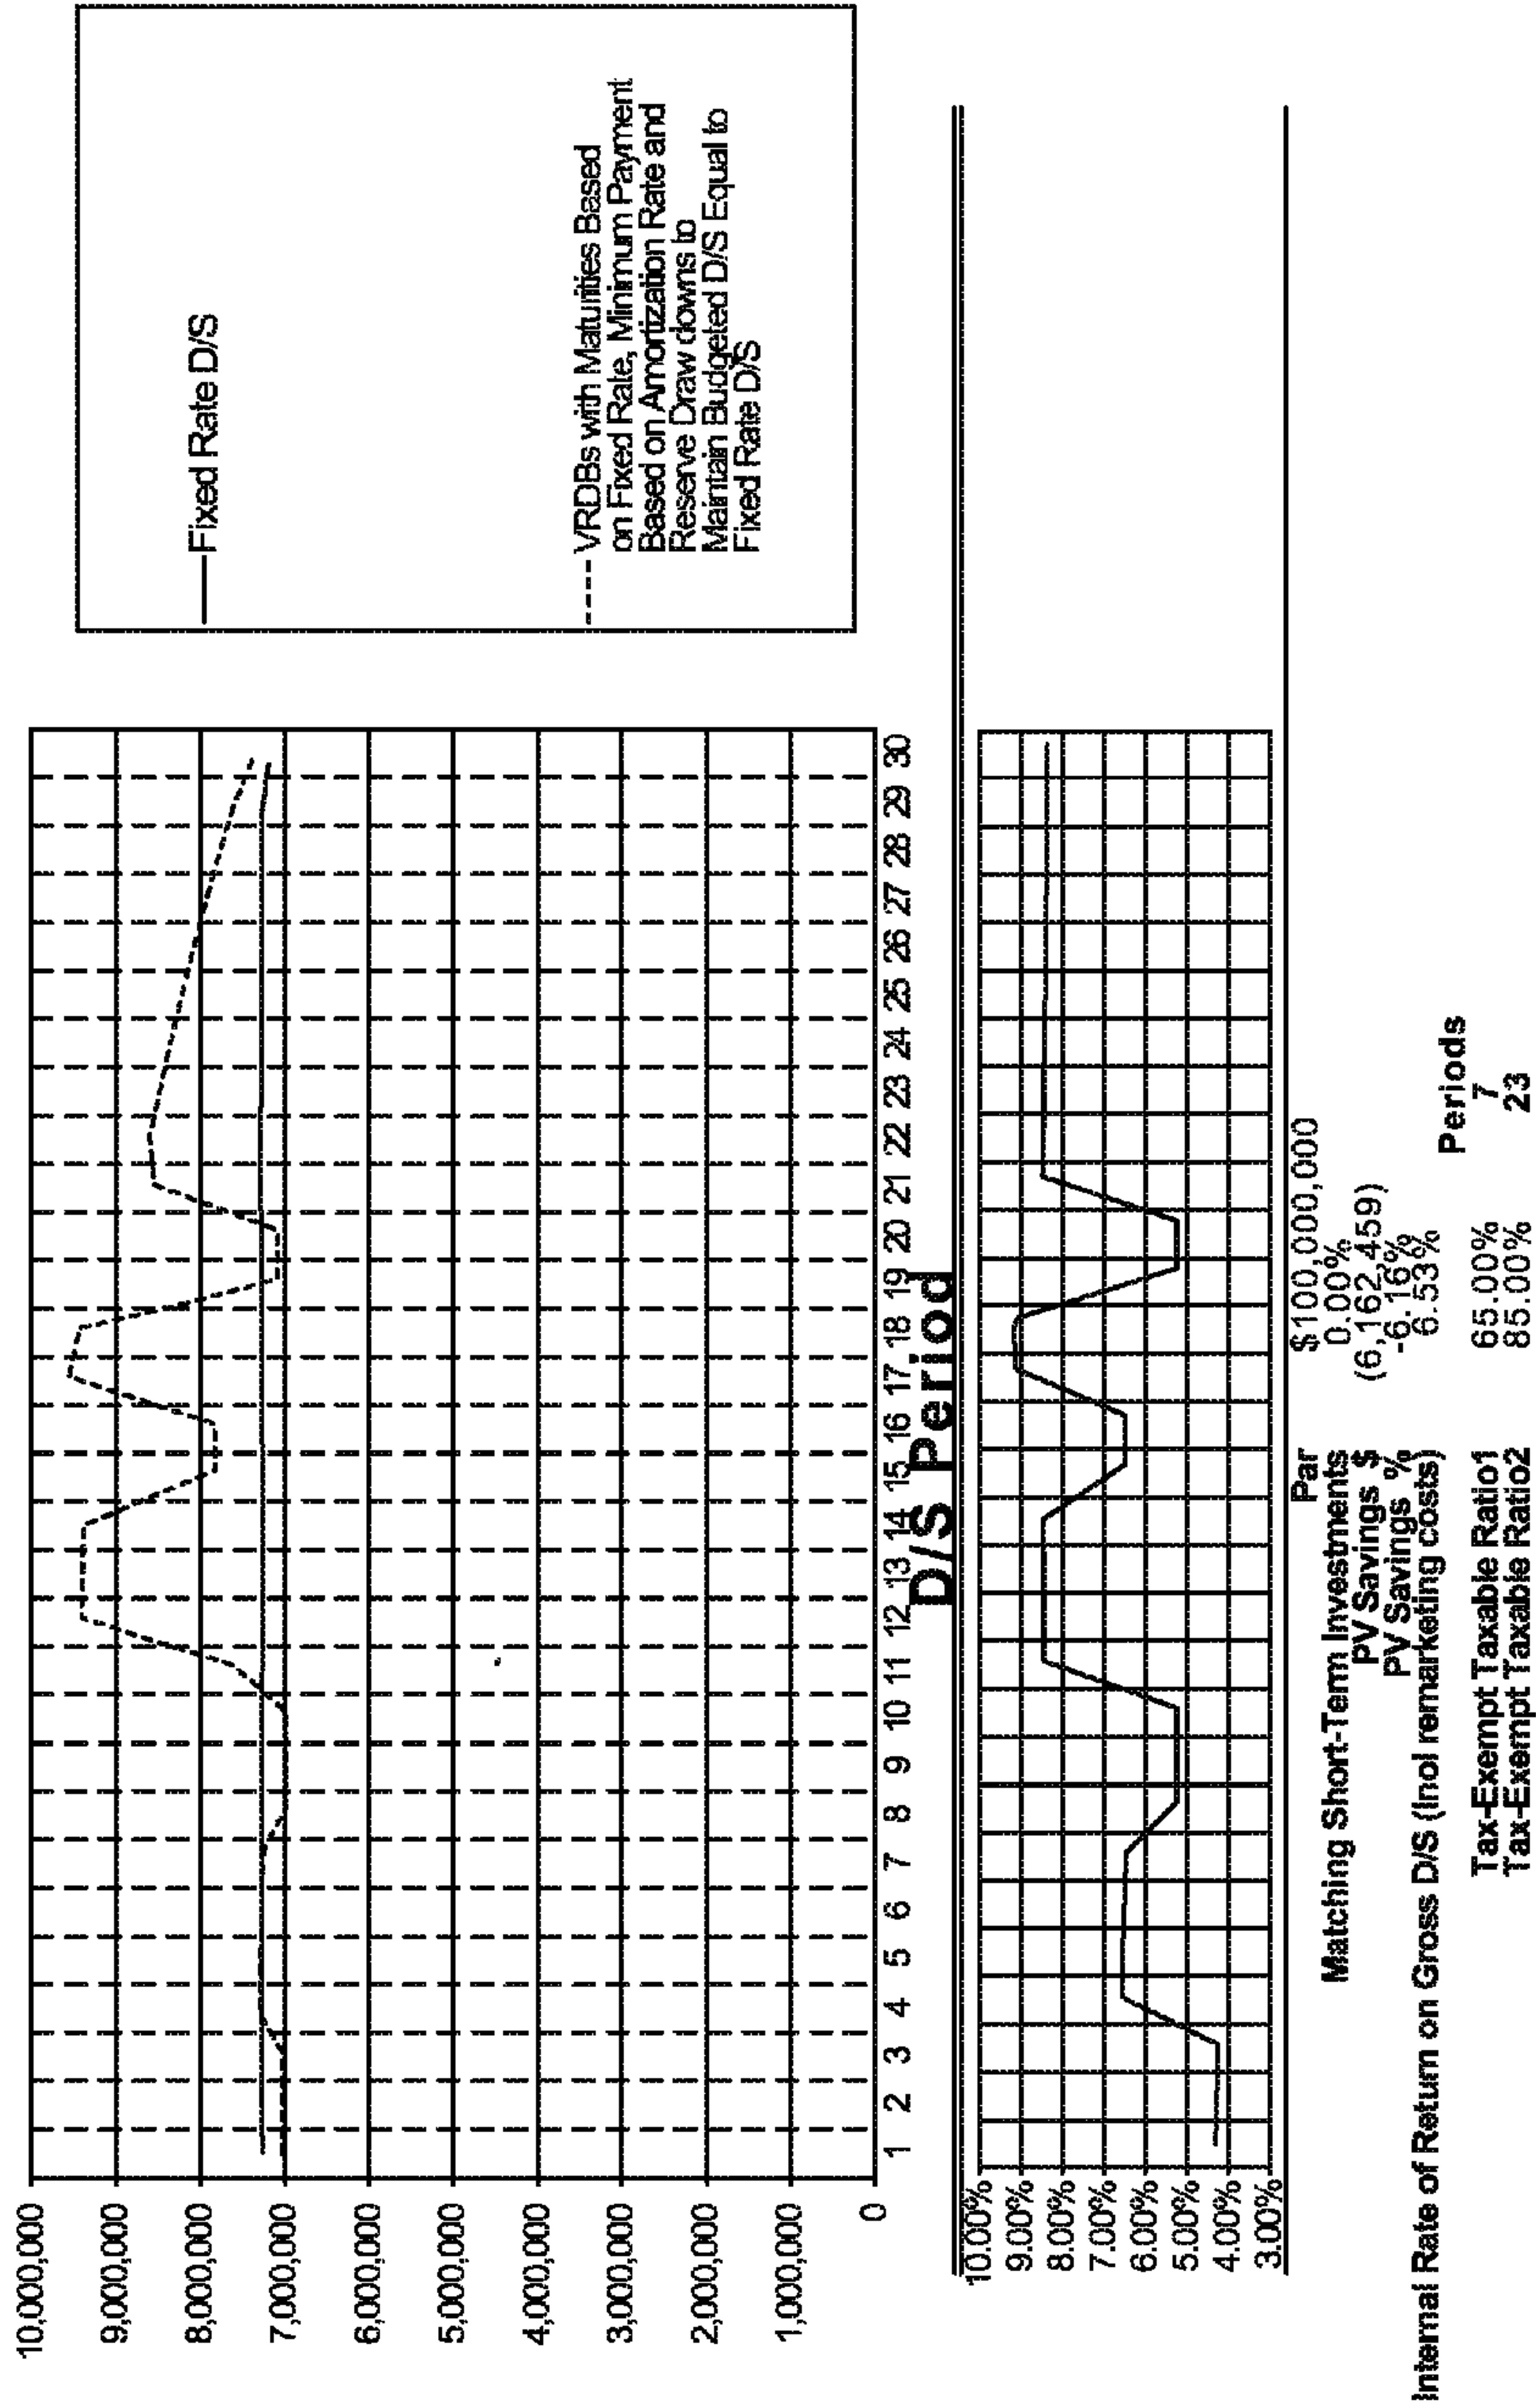 10,000,000
9,000,000
8,000,000
7,000,000
6,000,000
5,000,000
4,000,000
3,000,000
2,000,000
1,000,000
0
1 2 3 4 5 6 7 8 9 10 11 12 13 14 15 16 17 18 19 20 21 22 23 24 25 26 27 28 29 30
D/S Period
Fixed Rate D/S
VRDBs with Maturities Based
on Fixed Rate, Minimum Payment
Based on Amortization Rate and
Reserve Draw downs to
Maintain Budgeted D/S Equal to
Fixed Rate D/S
10.00%
9.00%
8.00%
7.00%
6.00%
5.00%
4.00%
3.00%
Par $100,000,000
Matching Short-Term Investments 0.00%
PV Savings $ (6,162,459)
PV Savings % -6.16%
Internal Rate of Return on Gross D/S (Incl remarketing costs) 6.53%
Periods
Tax-Exempt Taxable Ratio1 65.00% 7
Tax-Exempt Taxable Ratio2 85.00% 23